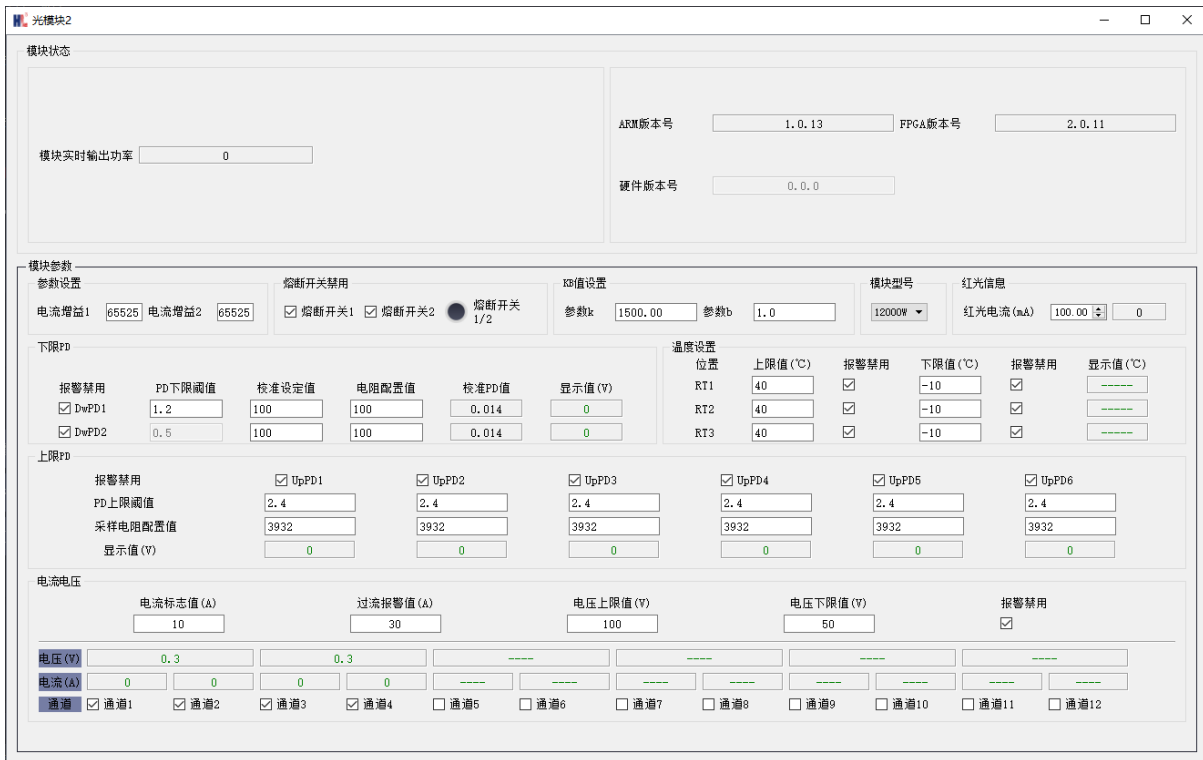 光模块2
模块状态
ARM版本号 1.0.13 FPGA版本号 2.0.11
模块实时输出功率 0
硬件版本号 0.0.0
模块参数
参数设置 熔断开关禁用 KB值设置 模块型号 红光信息
电流增益1 65525 电流增益2 65525 熔断开关1 熔断开关2 熔断开关
1/2 参数k 1500.00 参数b 1.0 12000W 红光电流(mA) 100.00 0
下限PD
报警禁用 PD下限阈值 校准设定值 电阻配置值 校准PD值 显示值(V)
DwPD1 1.2 100 100 0.014 0
DwPD2 0.5 100 100 0.014 0
温度设置
位置 上限值(℃) 报警禁用 下限值(℃) 报警禁用 显示值(℃)
RT1 40 -10 -----
RT2 40 -10 -----
RT3 40 -10 -----
上限PD
报警禁用 UpPD1 UpPD2 UpPD3 UpPD4 UpPD5 UpPD6
PD上限阈值 2.4 2.4 2.4 2.4 2.4 2.4
采样电阻配置值 3932 3932 3932 3932 3932 3932
显示值(V) 0 0 0 0 0 0
电流电压
电流标志值(A) 过流报警值(A) 电压上限值(V) 电压下限值(V) 报警禁用
10 30 100 50
电压(V) 0.3 0.3 ---- ---- ---- ----
电流(A) 0 0 0 0 ---- ---- ---- ---- ---- ---- ---- ----
通道 通道1 通道2 通道3 通道4 通道5 通道6 通道7 通道8 通道9 通道10 通道11 通道12